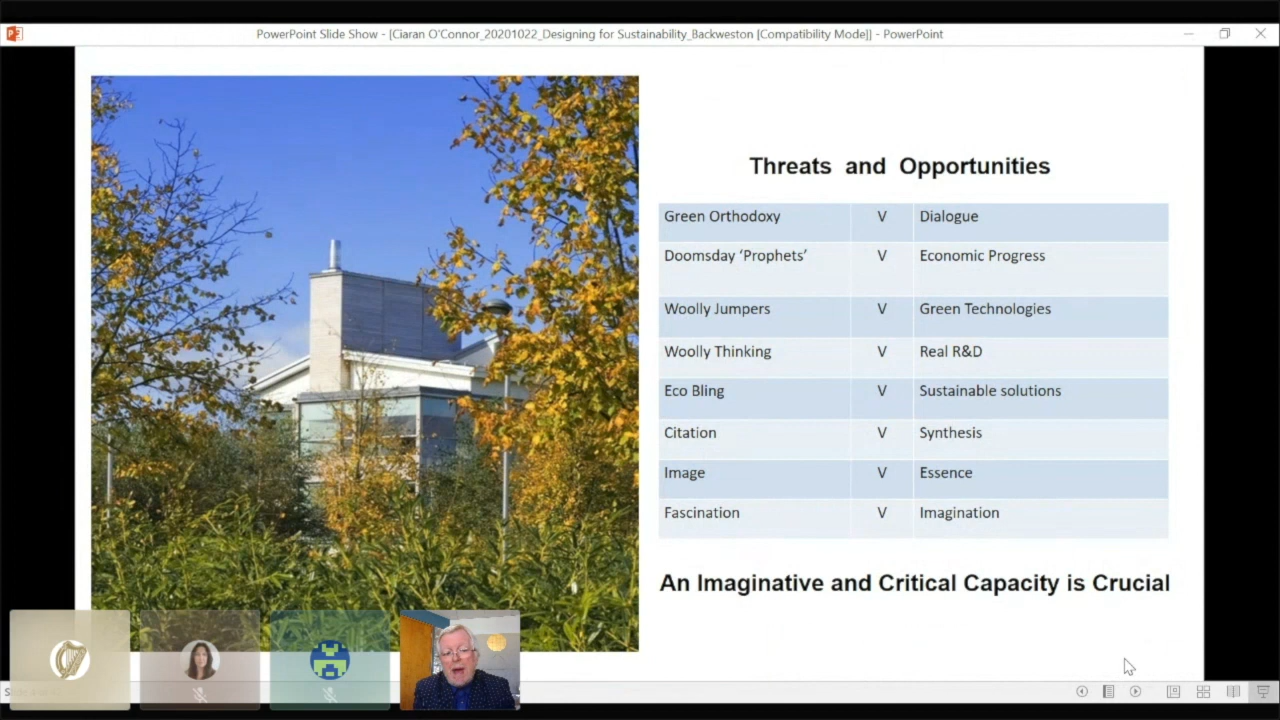 PowerPoint Slide Show - [Ciaran O'Connor_20201022_Designing for Sustainability_Backweston [Compatibility Mode]] - PowerPoint
Threats and Opportunities
Green Orthodoxy V Dialogue
Doomsday ‘Prophets’ V Economic Progress
Woolly Jumpers V Green Technologies
Woolly Thinking V Real R&D
Eco Bling V Sustainable solutions
Citation V Synthesis
Image V Essence
Fascination V Imagination
An Imaginative and Critical Capacity is Crucial